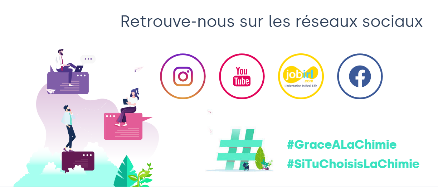 Retrouve-nous sur les réseaux sociaux
You
Tube
jobirl
#GraceALaChimie
#SiTuChoisisLaChimie